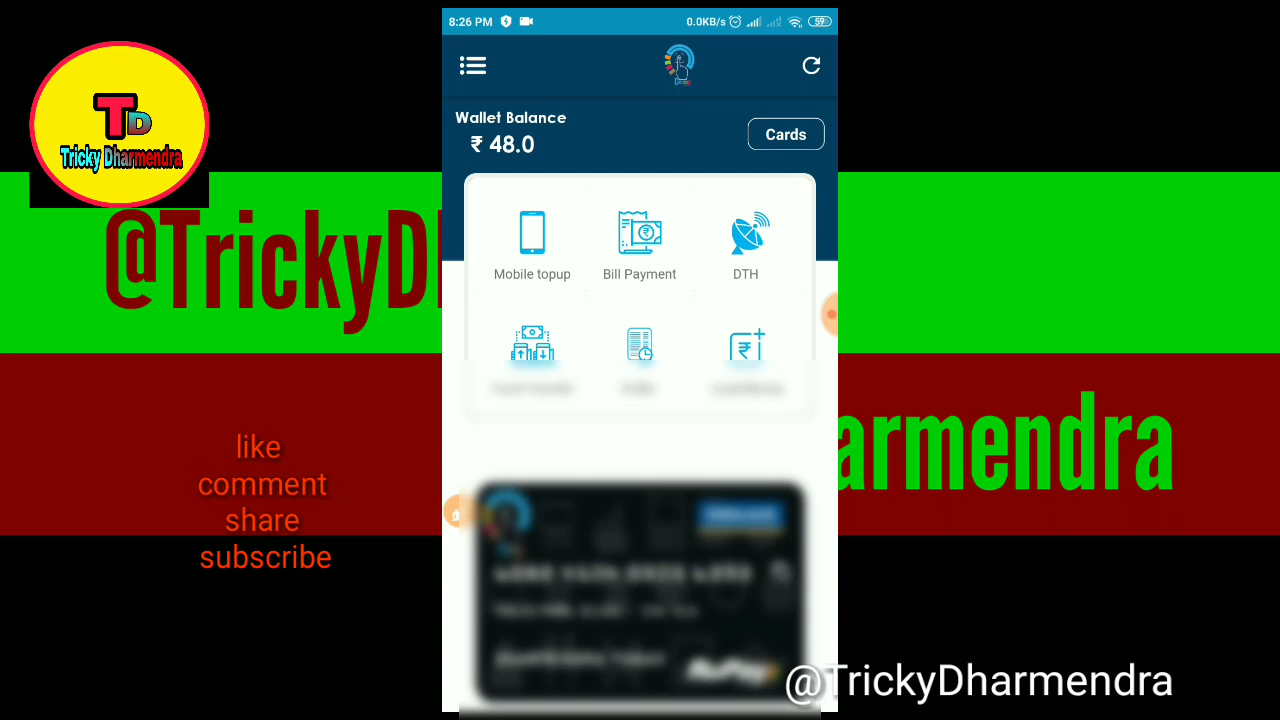 8:26 PM
0.0KB/s
59
TD
Tricky Dharmendra
Wallet Balance
₹ 48.0
Cards
@TrickyD
Mobile topup
Bill Payment
DTH
armendra
like
comment
share
subscribe
RuPay
@TrickyDharmendra